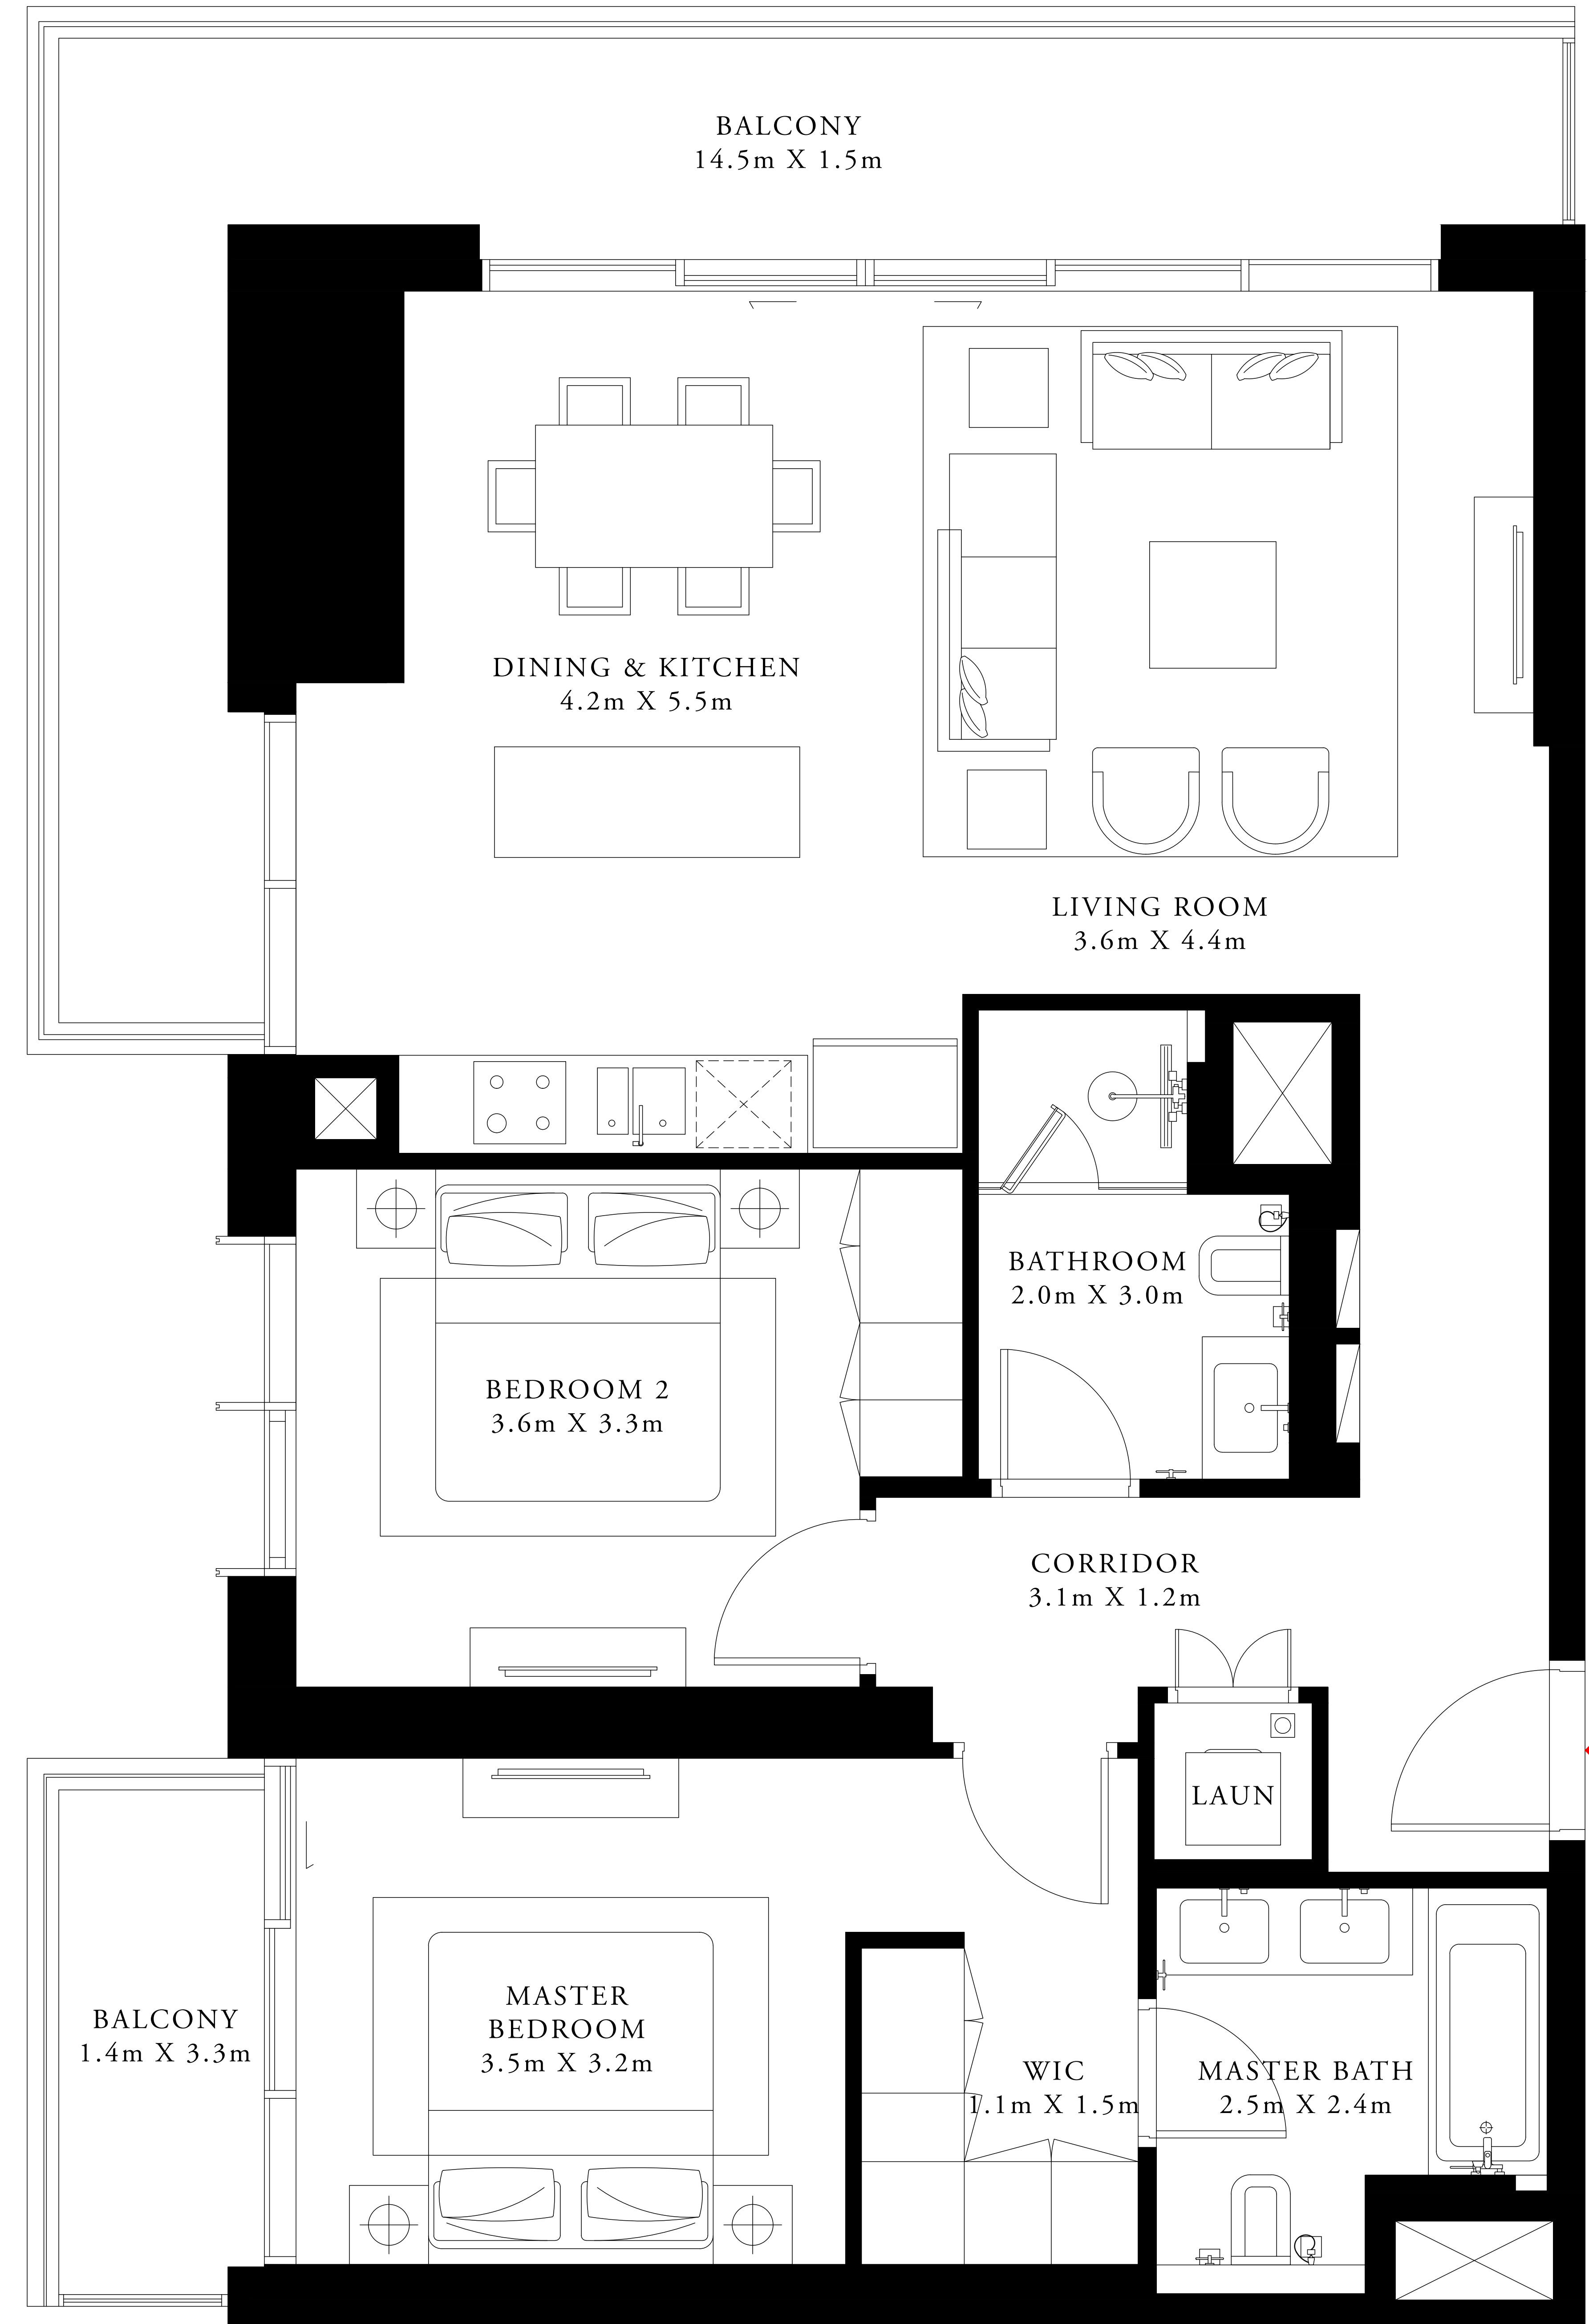 BALCONY
14.5m X 1.5m
DINING & KITCHEN
4.2m X 5.5m
LIVING ROOM
3.6m X 4.4m
BATHROOM
2.0m X 3.0m
BEDROOM 2
3.6m X 3.3m
CORRIDOR
3.1m X 1.2m
LAUN
MASTER
BEDROOM
3.5m X 3.2m
BALCONY
1.4m X 3.3m
WIC
1.1m X 1.5m
MASTER BATH
2.5m X 2.4m